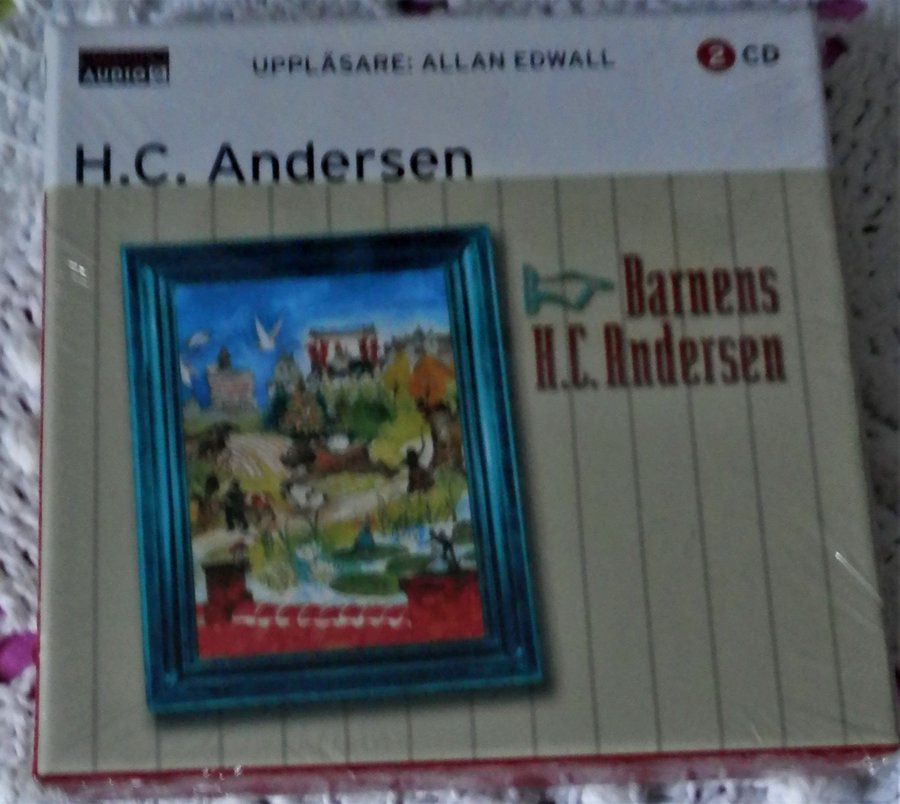 Audio
UPPLÄSARE: ALLAN EDWALL
2 CD
H.C. Andersen
Barnens
H.C. Andersen